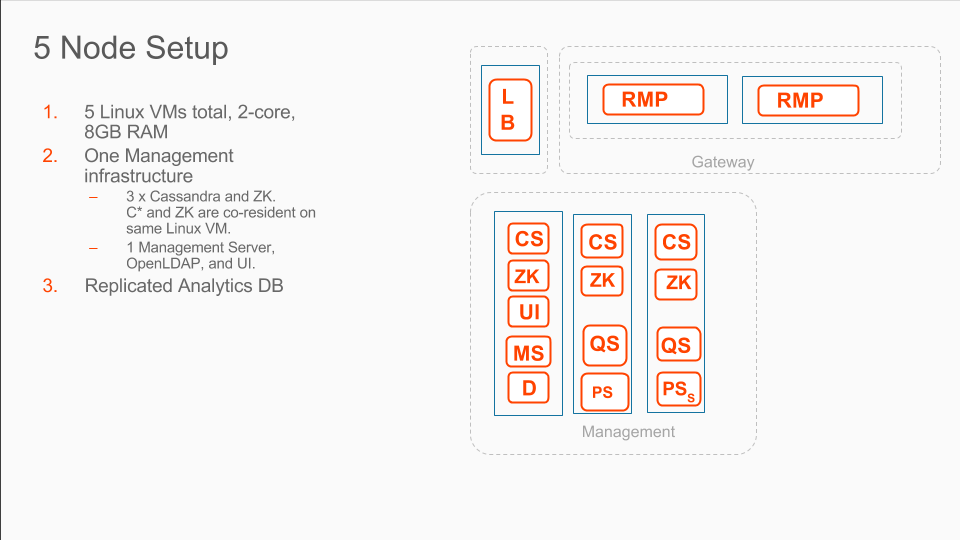 5 Node Setup
1. 5 Linux VMs total, 2-core,
8GB RAM
2. One Management
infrastructure
– 3 x Cassandra and ZK.
C* and ZK are co-resident on
same Linux VM.
– 1 Management Server,
OpenLDAP, and UI.
3. Replicated Analytics DB
L
B
RMP
RMP
Gateway
CS
ZK
UI
MS
D
CS
ZK
QS
PS
CS
ZK
QS
PSs
Management